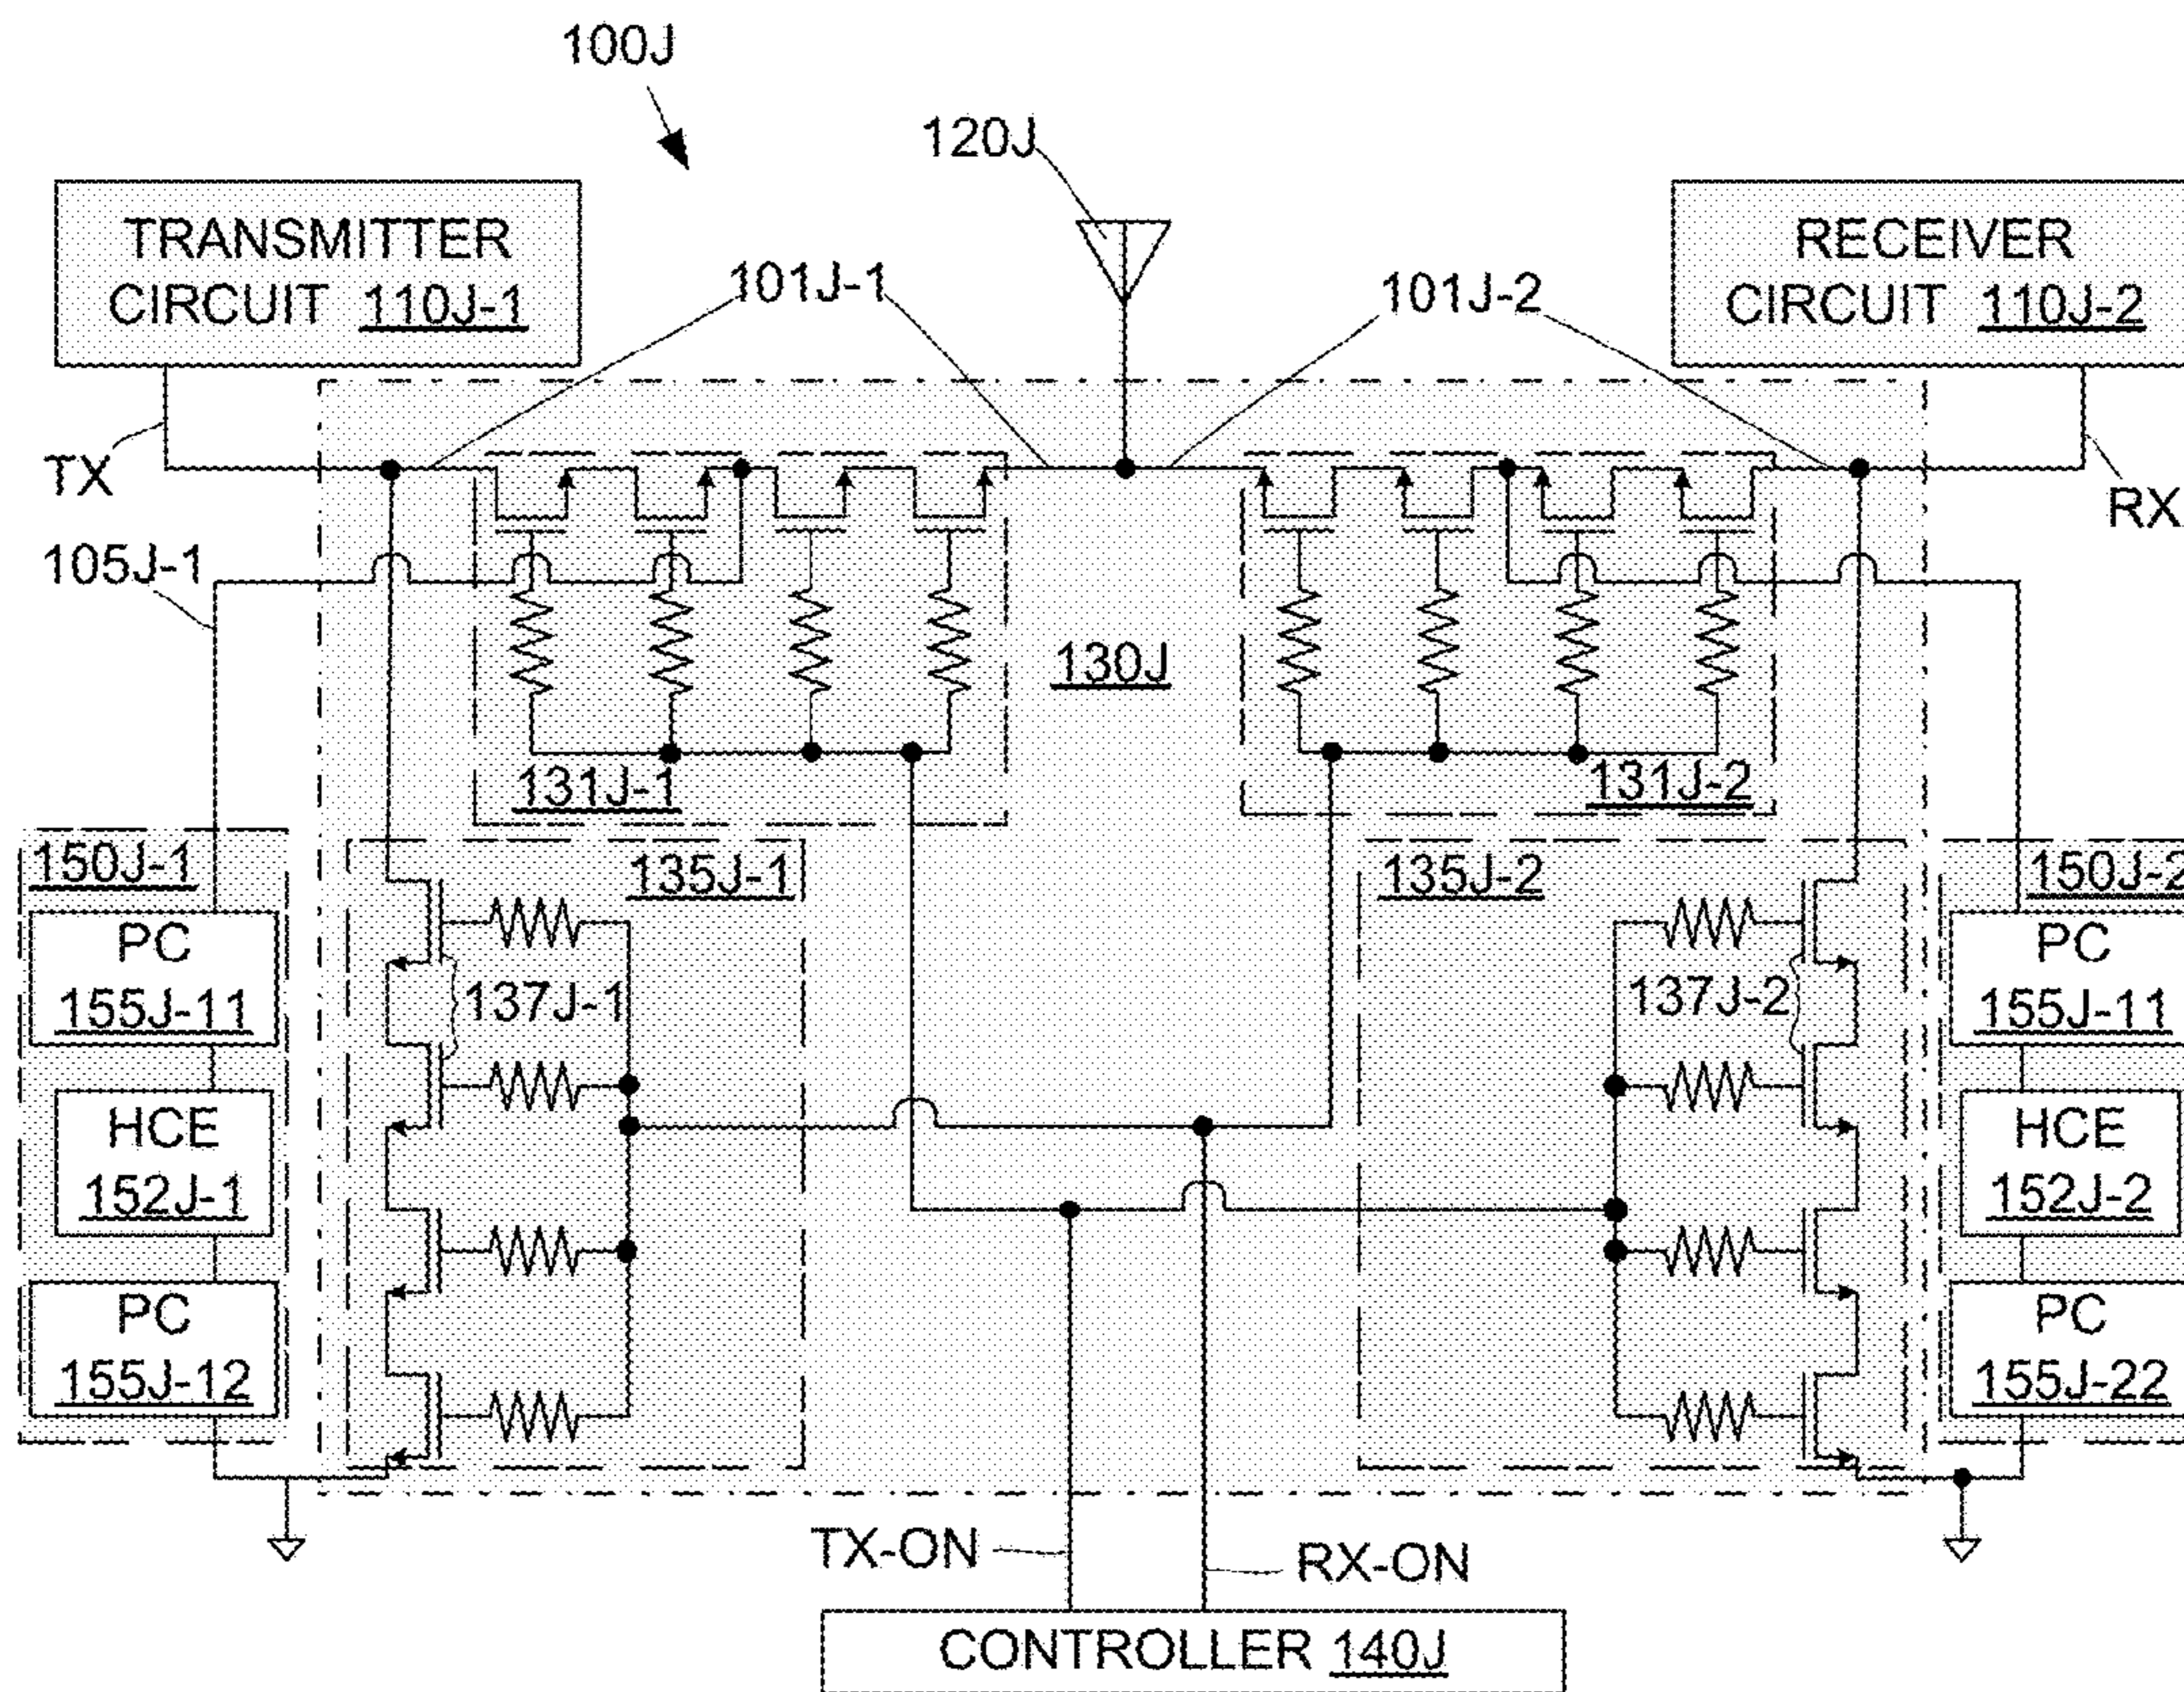 100J
120J
TRANSMITTER
CIRCUIT 110J-1
RECEIVER
CIRCUIT 110J-2
101J-1
101J-2
TX
RX
105J-1
130J
131J-1
131J-2
150J-1
135J-1
135J-2
150J-2
PC
155J-11
137J-1
137J-2
PC
155J-11
HCE
152J-1
HCE
152J-2
PC
155J-12
PC
155J-22
TX-ON
RX-ON
CONTROLLER 140J